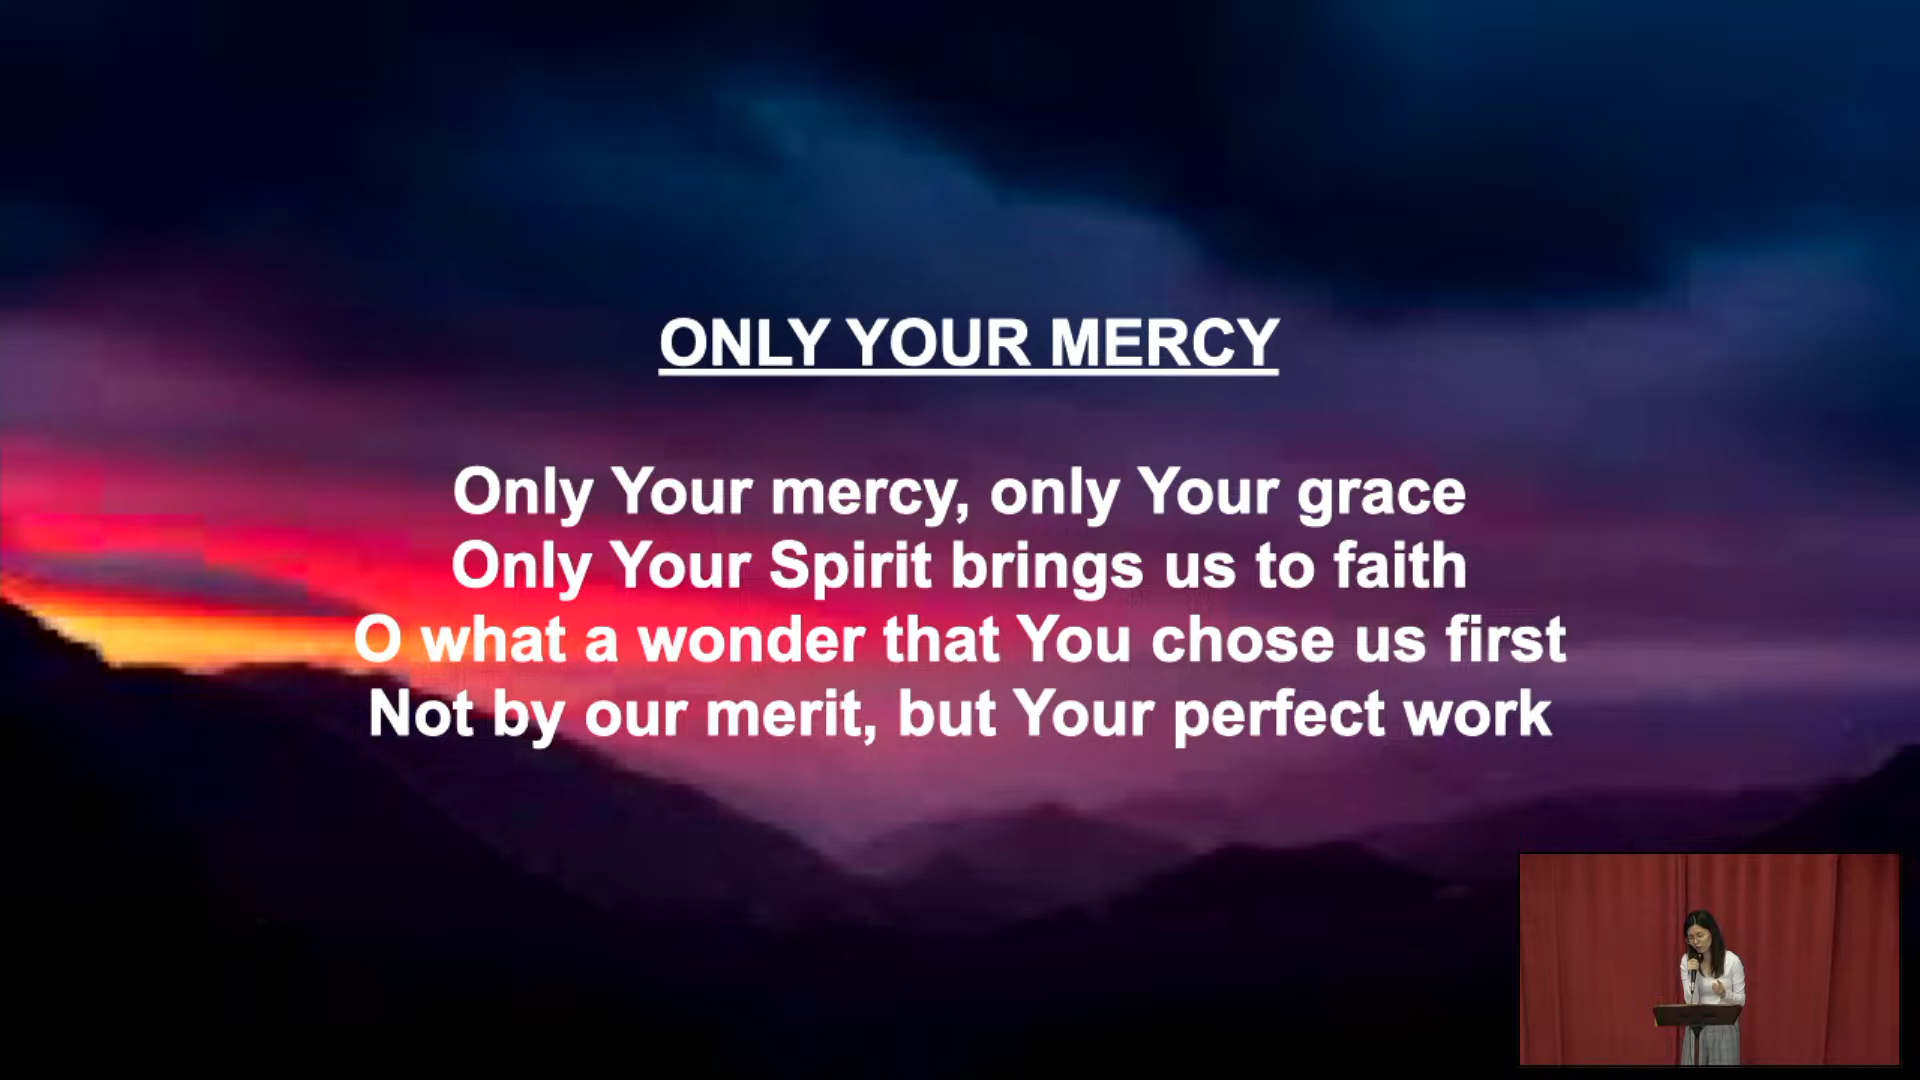 ONLY YOUR MERCY
Only Your mercy, only Your grace
Only Your Spirit brings us to faith
O what a wonder that You chose us first
Not by our merit, but Your perfect work